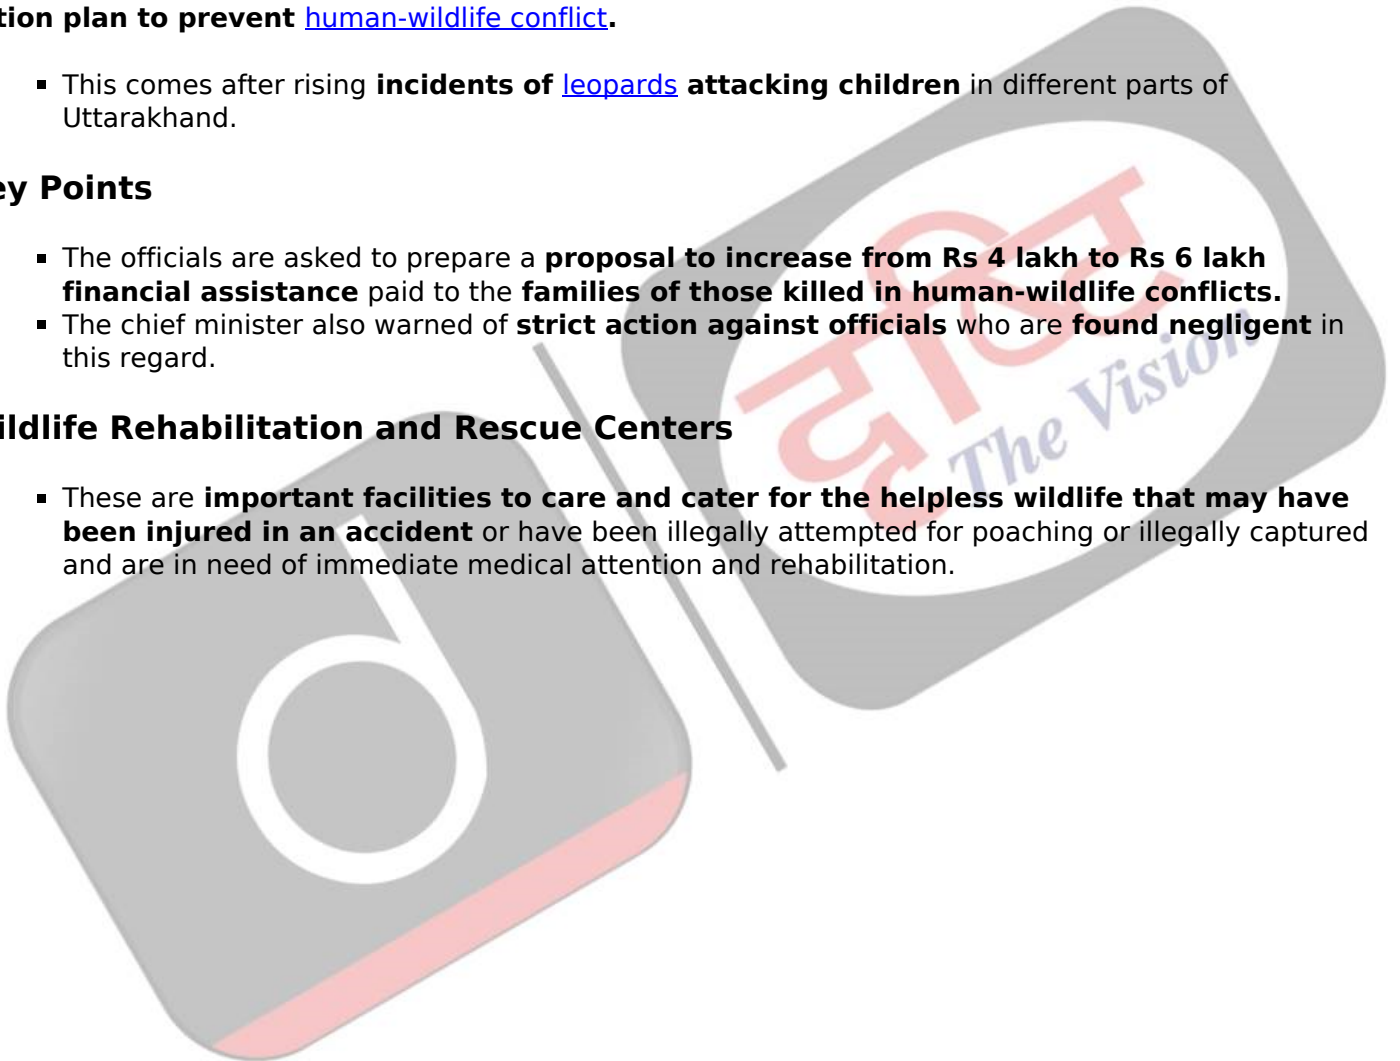 tion plan to prevent human-wildlife conflict.
▪ This comes after rising incidents of leopards attacking children in different parts of
Uttarakhand.
ey Points
▪ The officials are asked to prepare a proposal to increase from Rs 4 lakh to Rs 6 lakh
financial assistance paid to the families of those killed in human-wildlife conflicts.
▪ The chief minister also warned of strict action against officials who are found negligent in
this regard.
ildlife Rehabilitation and Rescue Centers
▪ These are important facilities to care and cater for the helpless wildlife that may have
been injured in an accident or have been illegally attempted for poaching or illegally captured
and are in need of immediate medical attention and rehabilitation.
दृष्टि
The Vision
d